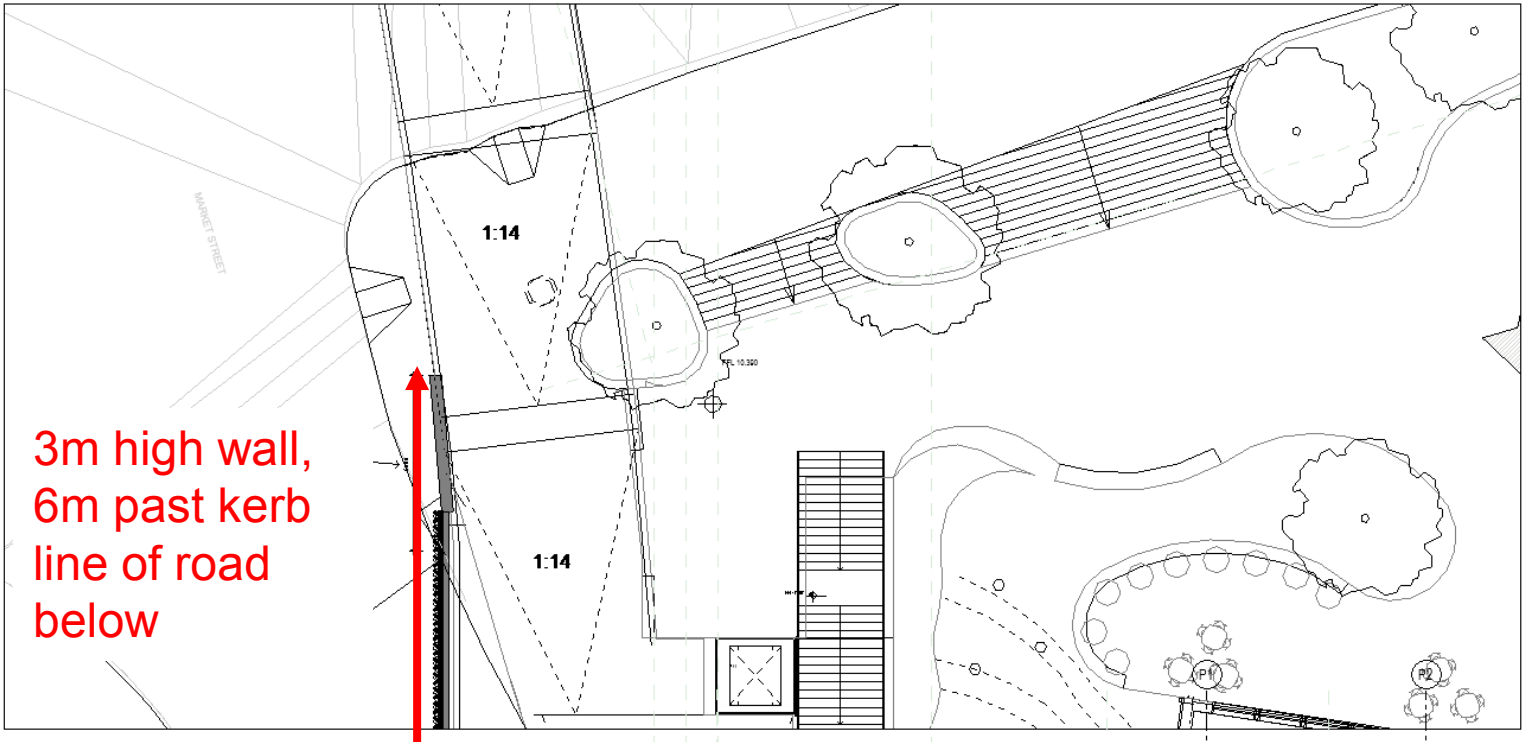 MARKET STREET
1:14
FFL 10,390
3m high wall,
6m past kerb
line of road
below
1:14
P1
P2